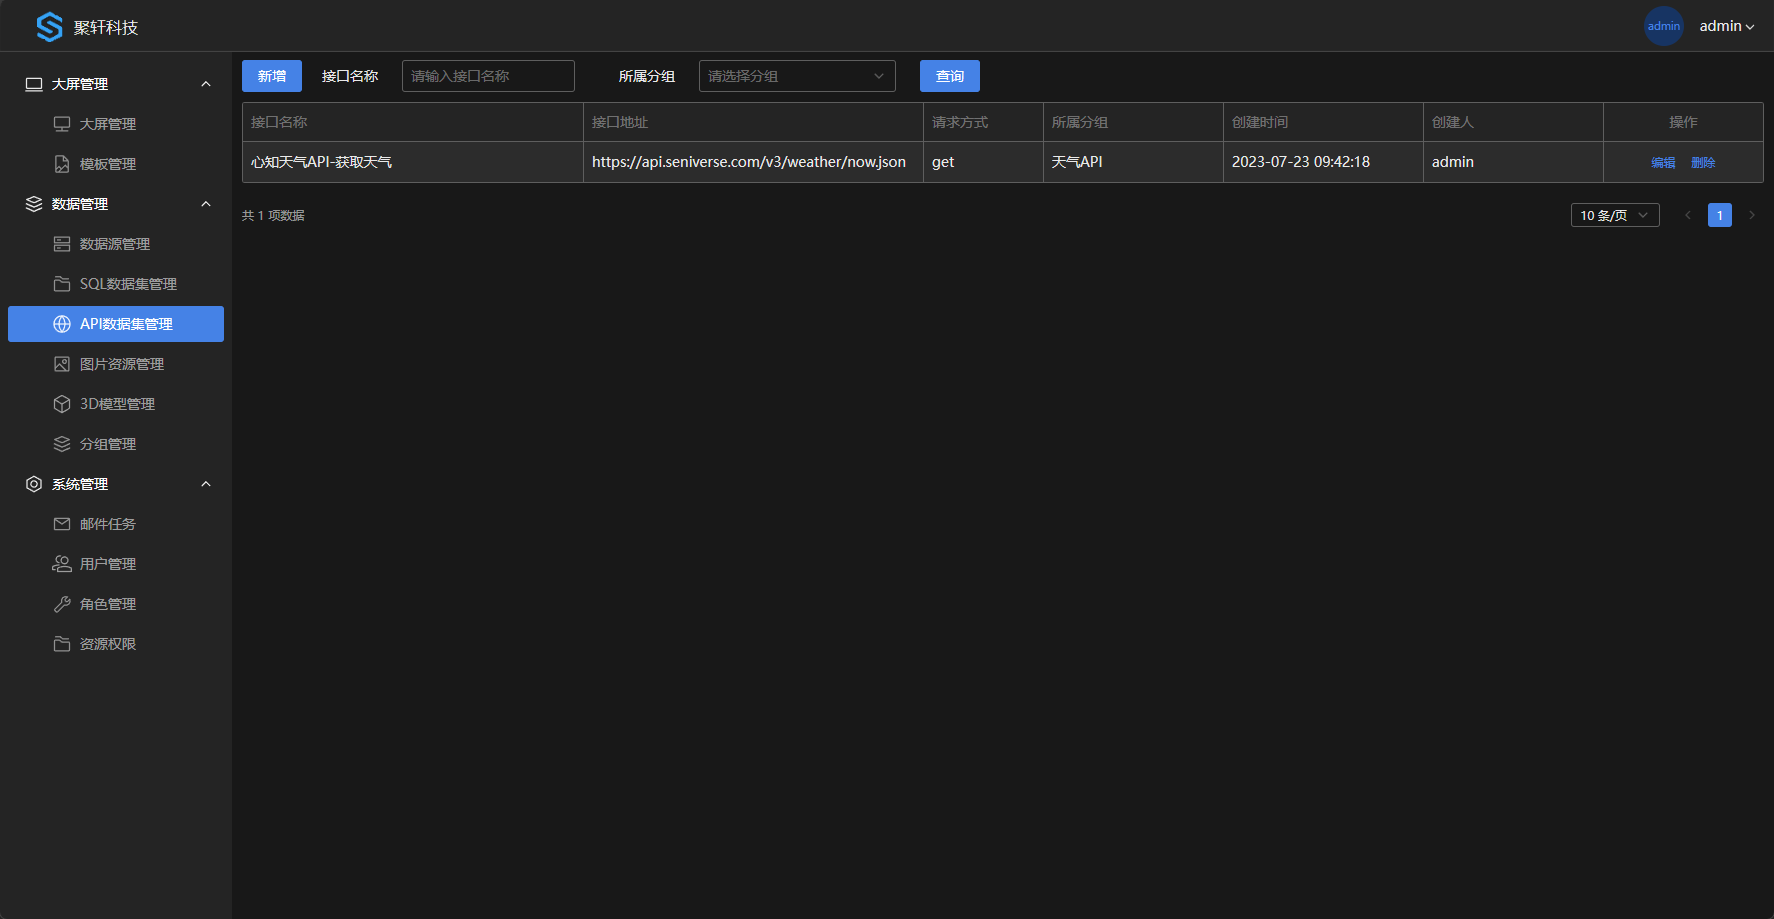 聚轩科技
admin
admin
大屏管理
大屏管理
模板管理
数据管理
数据源管理
SQL数据集管理
API数据集管理
图片资源管理
3D模型管理
分组管理
系统管理
邮件任务
用户管理
角色管理
资源权限
新增 接口名称 请输入接口名称 所属分组 请选择分组 查询
接口名称 接口地址 请求方式 所属分组 创建时间 创建人 操作
心知天气API-获取天气 https://api.seniverse.com/v3/weather/now.json get 天气API 2023-07-23 09:42:18 admin 编辑 删除
共 1 项数据 10 条/页 1